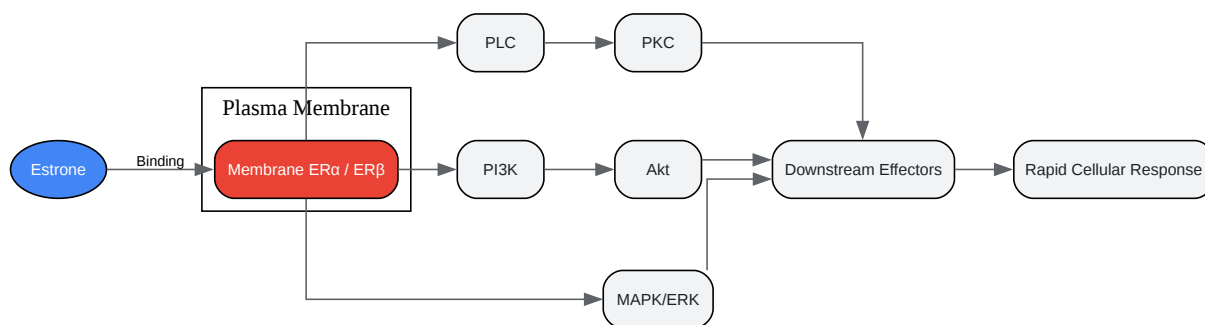 PLC
PKC
Plasma Membrane
Estrone
Binding
Membrane ERα / ERβ
PI3K
Akt
Downstream Effectors
Rapid Cellular Response
MAPK/ERK